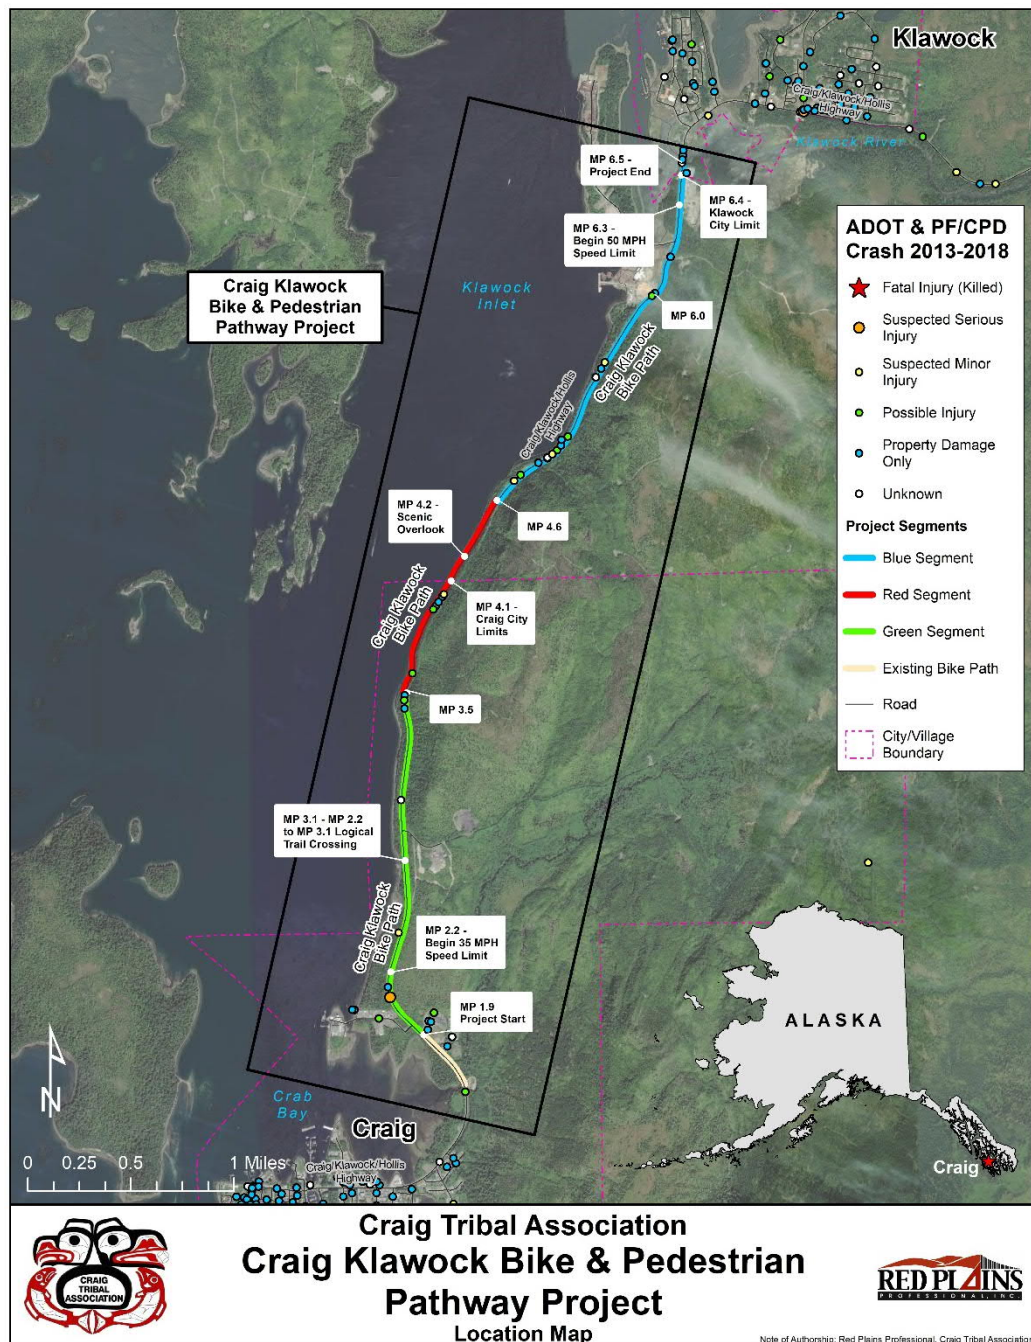 Klawock
Craig/Klawock/Hollis
Highway
Klawock River
MP 6.5 -
Project End
MP 6.4 -
Klawock
City Limit
MP 6.3 -
Begin 50 MPH
Speed Limit
Craig Klawock
Bike & Pedestrian
Pathway Project
Klawock
Inlet
MP 6.0
Craig Klawock
Bike Path
Craig/Klawock/Hollis
Highway
MP 4.2 -
Scenic
Overlook
MP 4.6
Craig Klawock
Bike Path
MP 4.1 -
Craig City
Limits
MP 3.5
MP 3.1 - MP 2.2
to MP 3.1 Logical
Trail Crossing
Craig Klawock
Bike Path
MP 2.2 -
Begin 35 MPH
Speed Limit
MP 1.9
Project Start
N
Crab
Bay
Craig
Craig/Klawock/Hollis
Highway
0 0.25 0.5 1 Miles
ADOT & PF/CPD
Crash 2013-2018
Fatal Injury (Killed)
Suspected Serious
Injury
Suspected Minor
Injury
Possible Injury
Property Damage
Only
Unknown
Project Segments
Blue Segment
Red Segment
Green Segment
Existing Bike Path
Road
City/Village
Boundary
ALASKA
Craig
CRAIG
TRIBAL
ASSOCIATION
Craig Tribal Association
Craig Klawock Bike & Pedestrian
Pathway Project
Location Map
RED PLAINS
PROFESSIONAL, INC.
Note of Authorship: Red Plains Professional, Craig Tribal Association